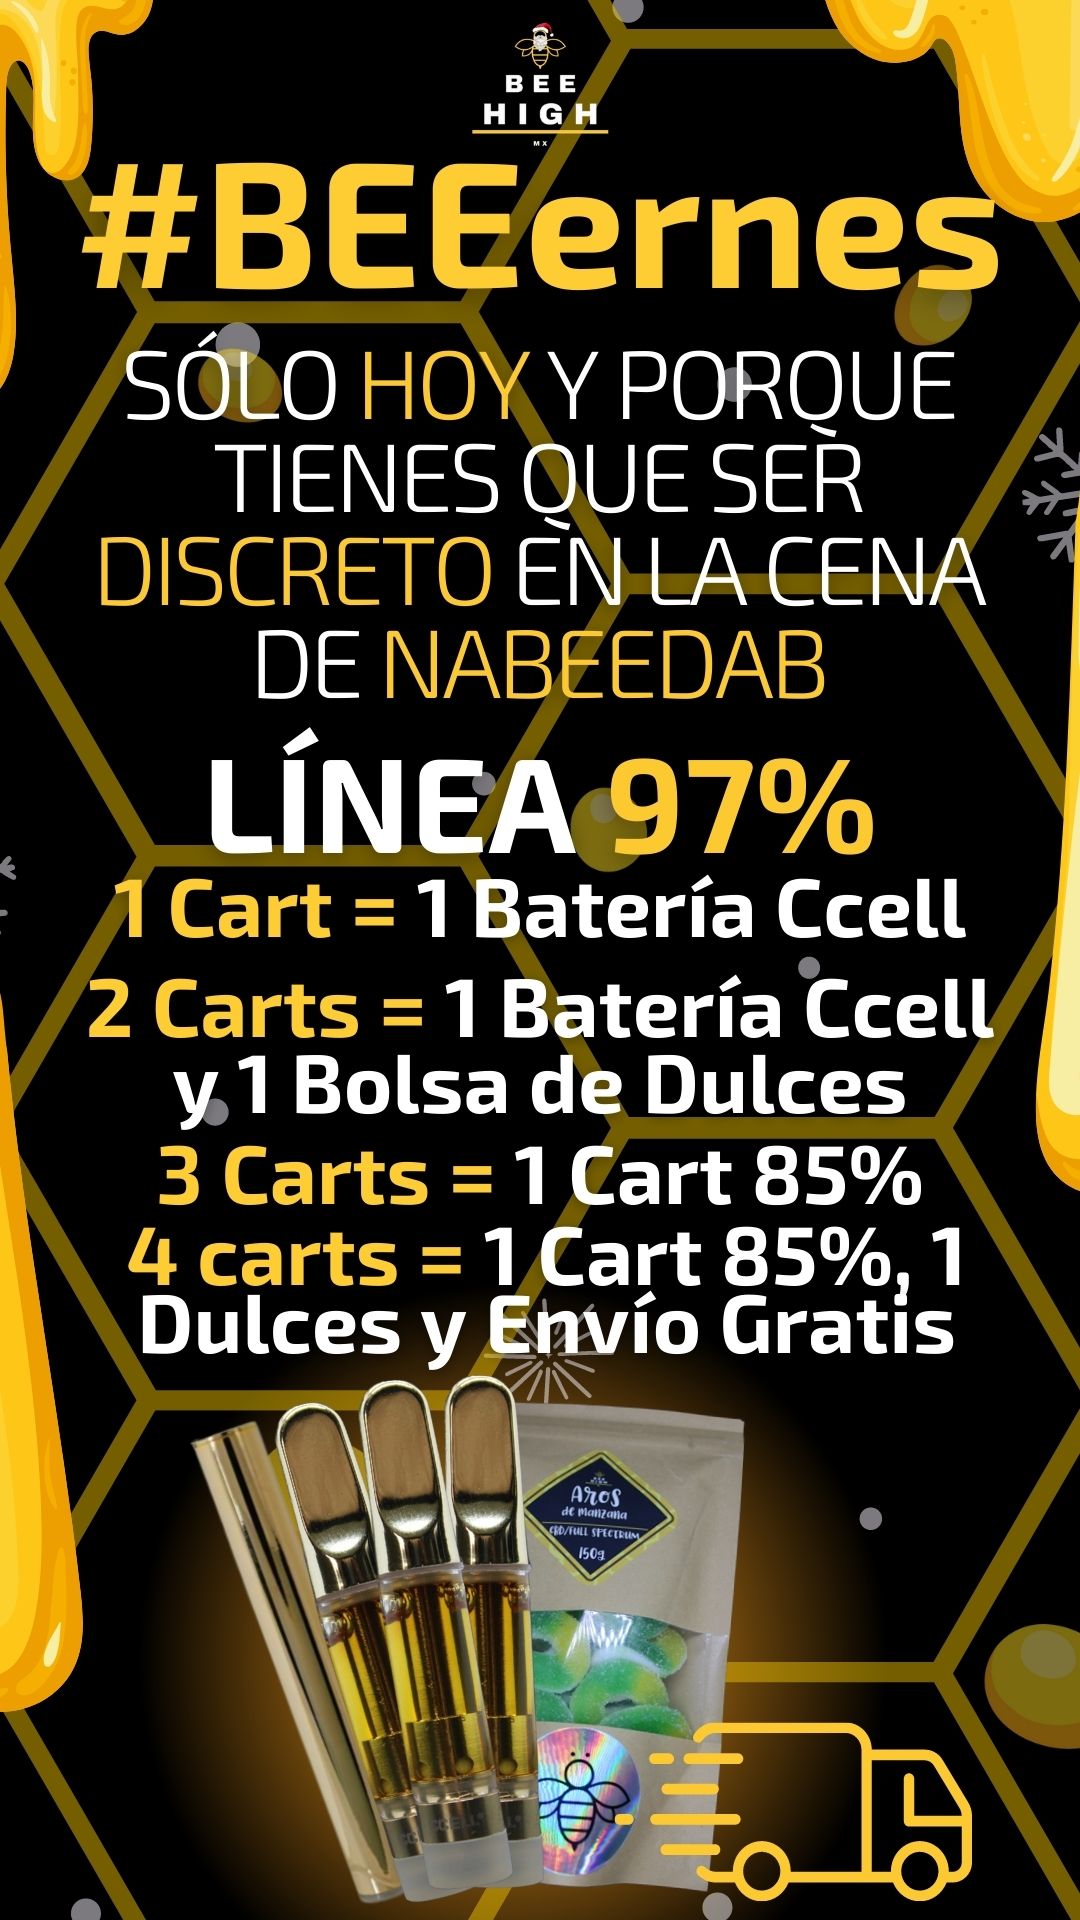 BEE
HIGH
MX
#BEEernes
SÓLO HOY Y PORQUE
TIENES QUE SER
DISCRETO EN LA CENA
DE NABEEDAB
LÍNEA 97%
1 Cart = 1 Batería Ccell
2 Carts = 1 Batería Ccell
y 1 Bolsa de Dulces
3 Carts = 1 Cart 85%
4 carts = 1 Cart 85%, 1
Dulces y Envío Gratis
BEE
HIGH
Aros
de Manzana
CBD/FULL SPECTRUM
150g